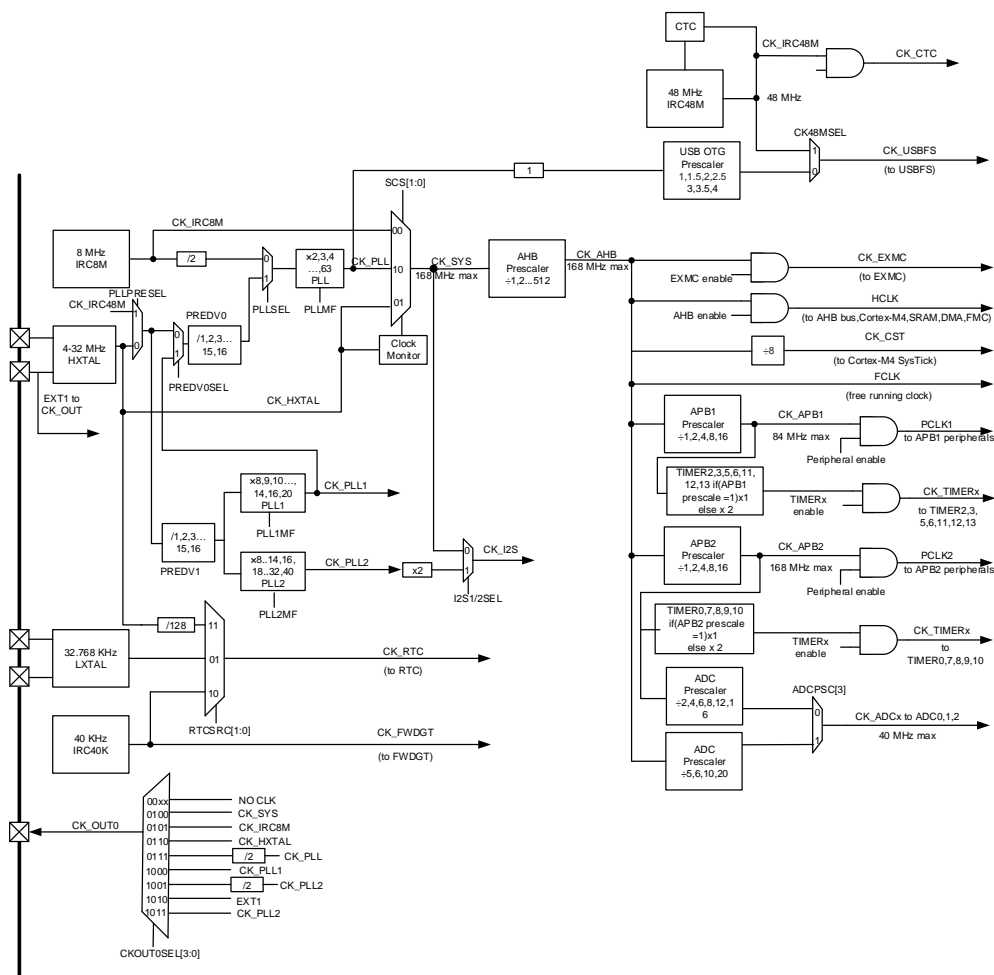 CTC
CK_IRC48M
CK_CTC
48 MHz
IRC48M
48 MHz
CK48MSEL
1
0
CK_USBFS
(to USBFS)
USB OTG
Prescaler
1,1.5,2,2.5
3,3.5,4
1
SCS[1:0]
CK_IRC8M
00
10
01
8 MHz
IRC8M
/2
0
1
PLLSEL
×2,3,4
…,63
PLL
PLLMF
CK_PLL
CK_SYS
168 MHz max
AHB
Prescaler
÷1,2...512
CK_AHB
168 MHz max
EXMC enable
CK_EXMC
(to EXMC)
AHB enable
HCLK
(to AHB bus,Cortex-M4,SRAM,DMA,FMC)
÷8
CK_CST
(to Cortex-M4 SysTick)
FCLK
(free running clock)
PLLPRESEL
CK_IRC48M
1
0
4-32 MHz
HXTAL
PREDV0
0
1
/1,2,3…
15,16
PREDV0SEL
Clock
Monitor
EXT1 to
CK_OUT
CK_HXTAL
APB1
Prescaler
÷1,2,4,8,16
CK_APB1
84 MHz max
Peripheral enable
PCLK1
to APB1 peripherals
TIMER2,3,5,6,11,
12,13 if(APB1
prescale =1)x1
else x 2
TIMERx
enable
CK_TIMERx
to TIMER2,3,
5,6,11,12,13
×8,9,10…,
14,16,20
PLL1
PLL1MF
CK_PLL1
/1,2,3…
15,16
PREDV1
×8..14,16,
18..32,40
PLL2
PLL2MF
CK_PLL2
x2
0
1
CK_I2S
I2S1/2SEL
APB2
Prescaler
÷1,2,4,8,16
CK_APB2
168 MHz max
Peripheral enable
PCLK2
to APB2 peripherals
TIMER0,7,8,9,10
if(APB2 prescale
=1)x1
else x 2
TIMERx
enable
CK_TIMERx
to
TIMER0,7,8,9,10
/128
11
01
10
32.768 KHz
LXTAL
CK_RTC
(to RTC)
RTCSRC[1:0]
40 KHz
IRC40K
CK_FWDGT
(to FWDGT)
ADC
Prescaler
÷2,4,6,8,12,1
6
ADCPSC[3]
0
1
CK_ADCx to ADC0,1,2
40 MHz max
ADC
Prescaler
÷5,6,10,20
CK_OUT0
00xx NO CLK
0100 CK_SYS
0101 CK_IRC8M
0110 CK_HXTAL
0111 /2 CK_PLL
1000 CK_PLL1
1001 /2 CK_PLL2
1010 EXT1
1011 CK_PLL2
CKOUT0SEL[3:0]